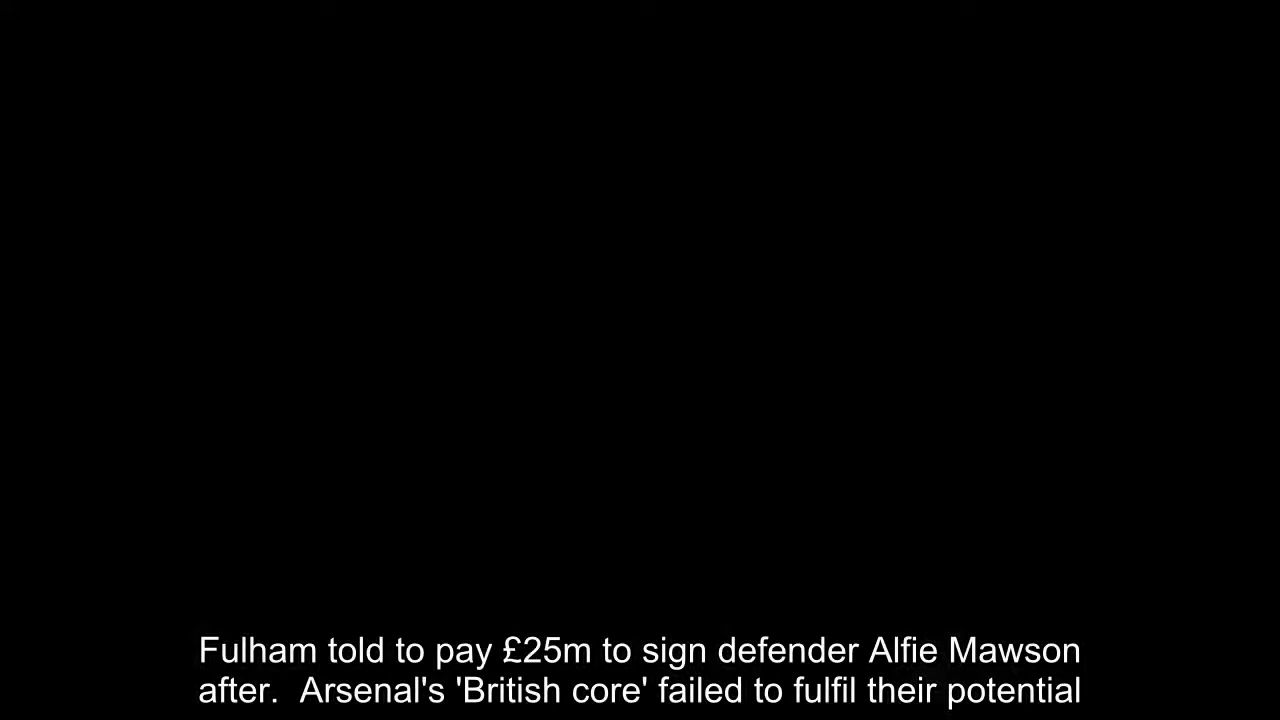 Fulham told to pay £25m to sign defender Alfie Mawson
after.  Arsenal's 'British core' failed to fulfil their potential